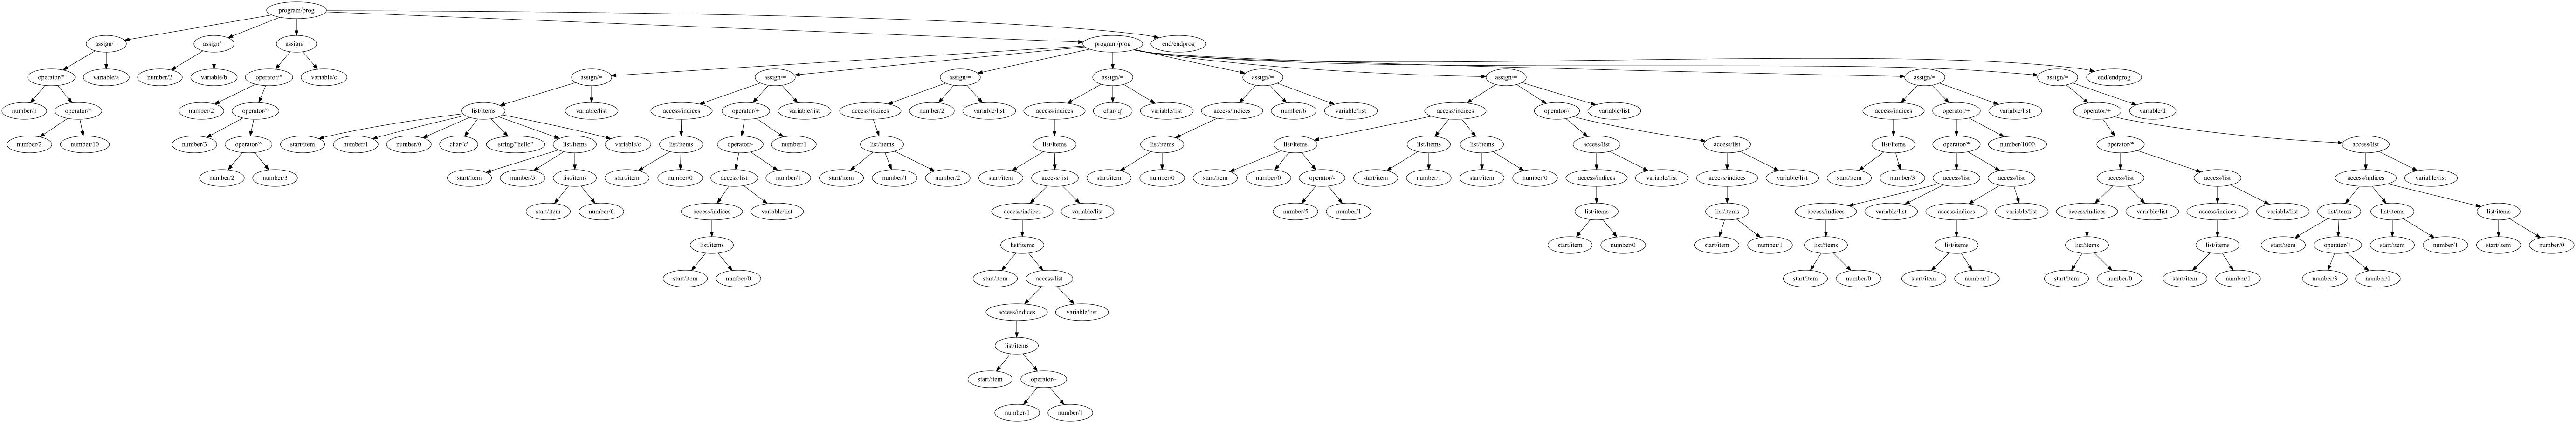 program/prog
assign/= assign/= assign/= program/prog end/endprog
operator/* variable/a number/2 variable/b operator/* variable/c assign/= assign/= assign/= assign/= assign/= assign/= assign/= assign/= end/endprog
number/1 operator/^ number/2 operator/^ list/items variable/list access/indices operator/+ variable/list access/indices number/2 variable/list access/indices char/'q' variable/list access/indices number/6 variable/list access/indices operator// variable/list access/indices operator/+ variable/list operator/+ variable/d
number/2 number/10 number/3 operator/^ start/item number/1 number/0 char/'c' string/"hello" list/items variable/c list/items operator/- number/1 list/items list/items list/items list/items list/items list/items access/list access/list list/items operator/* number/1000 operator/* access/list
number/2 number/3 start/item number/5 list/items start/item number/0 access/list number/1 start/item number/1 number/2 start/item access/list start/item number/0 start/item number/0 operator/- start/item number/1 start/item number/0 access/indices variable/list access/indices variable/list start/item number/3 access/list access/list access/list access/list access/indices variable/list
start/item number/6 access/indices variable/list access/indices variable/list number/5 number/1 list/items list/items access/indices variable/list access/indices variable/list access/indices variable/list access/indices variable/list list/items list/items list/items
list/items list/items start/item number/0 start/item number/1 list/items list/items list/items list/items start/item operator/+ start/item number/1 start/item number/0
start/item number/0 start/item access/list start/item number/0 start/item number/1 start/item number/0 start/item number/1 number/3 number/1
access/indices variable/list
list/items
start/item operator/-
number/1 number/1